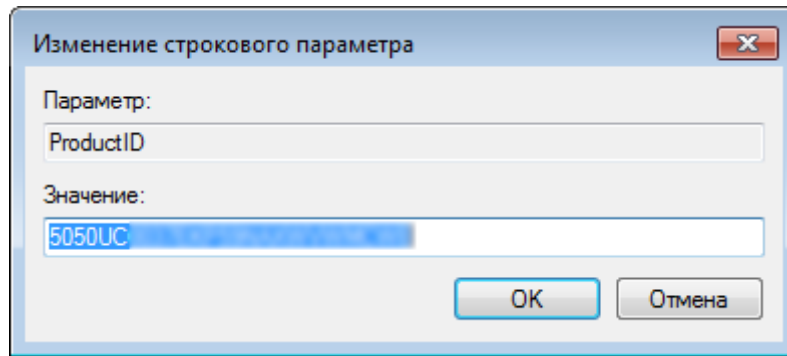 Изменение строкового параметра
Параметр:
ProductID
Значение:
5050UC
OK
Отмена